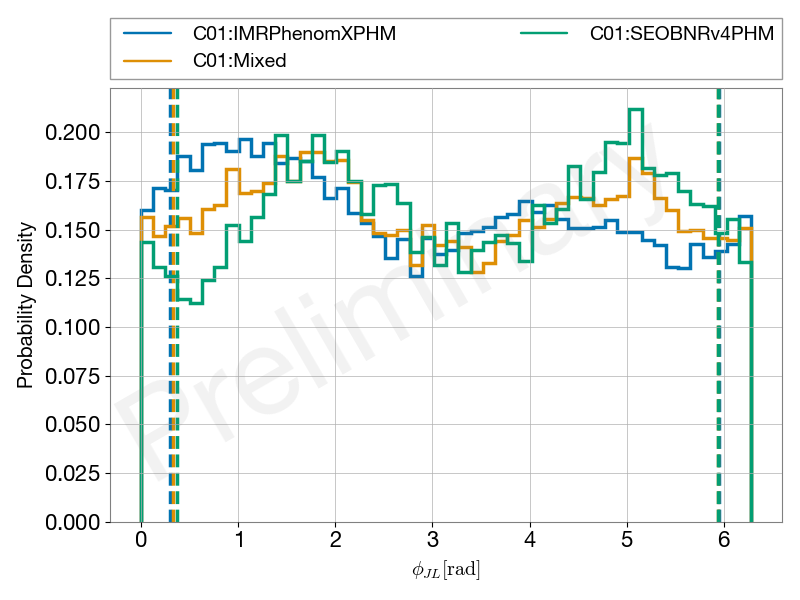 C01:IMRPhenomXPHM
C01:Mixed
C01:SEOBNRv4PHM
Preliminary
Probability Density
0.200
0.175
0.150
0.125
0.100
0.075
0.050
0.025
0.000
0 1 2 3 4 5 6
ϕ_JL [rad]